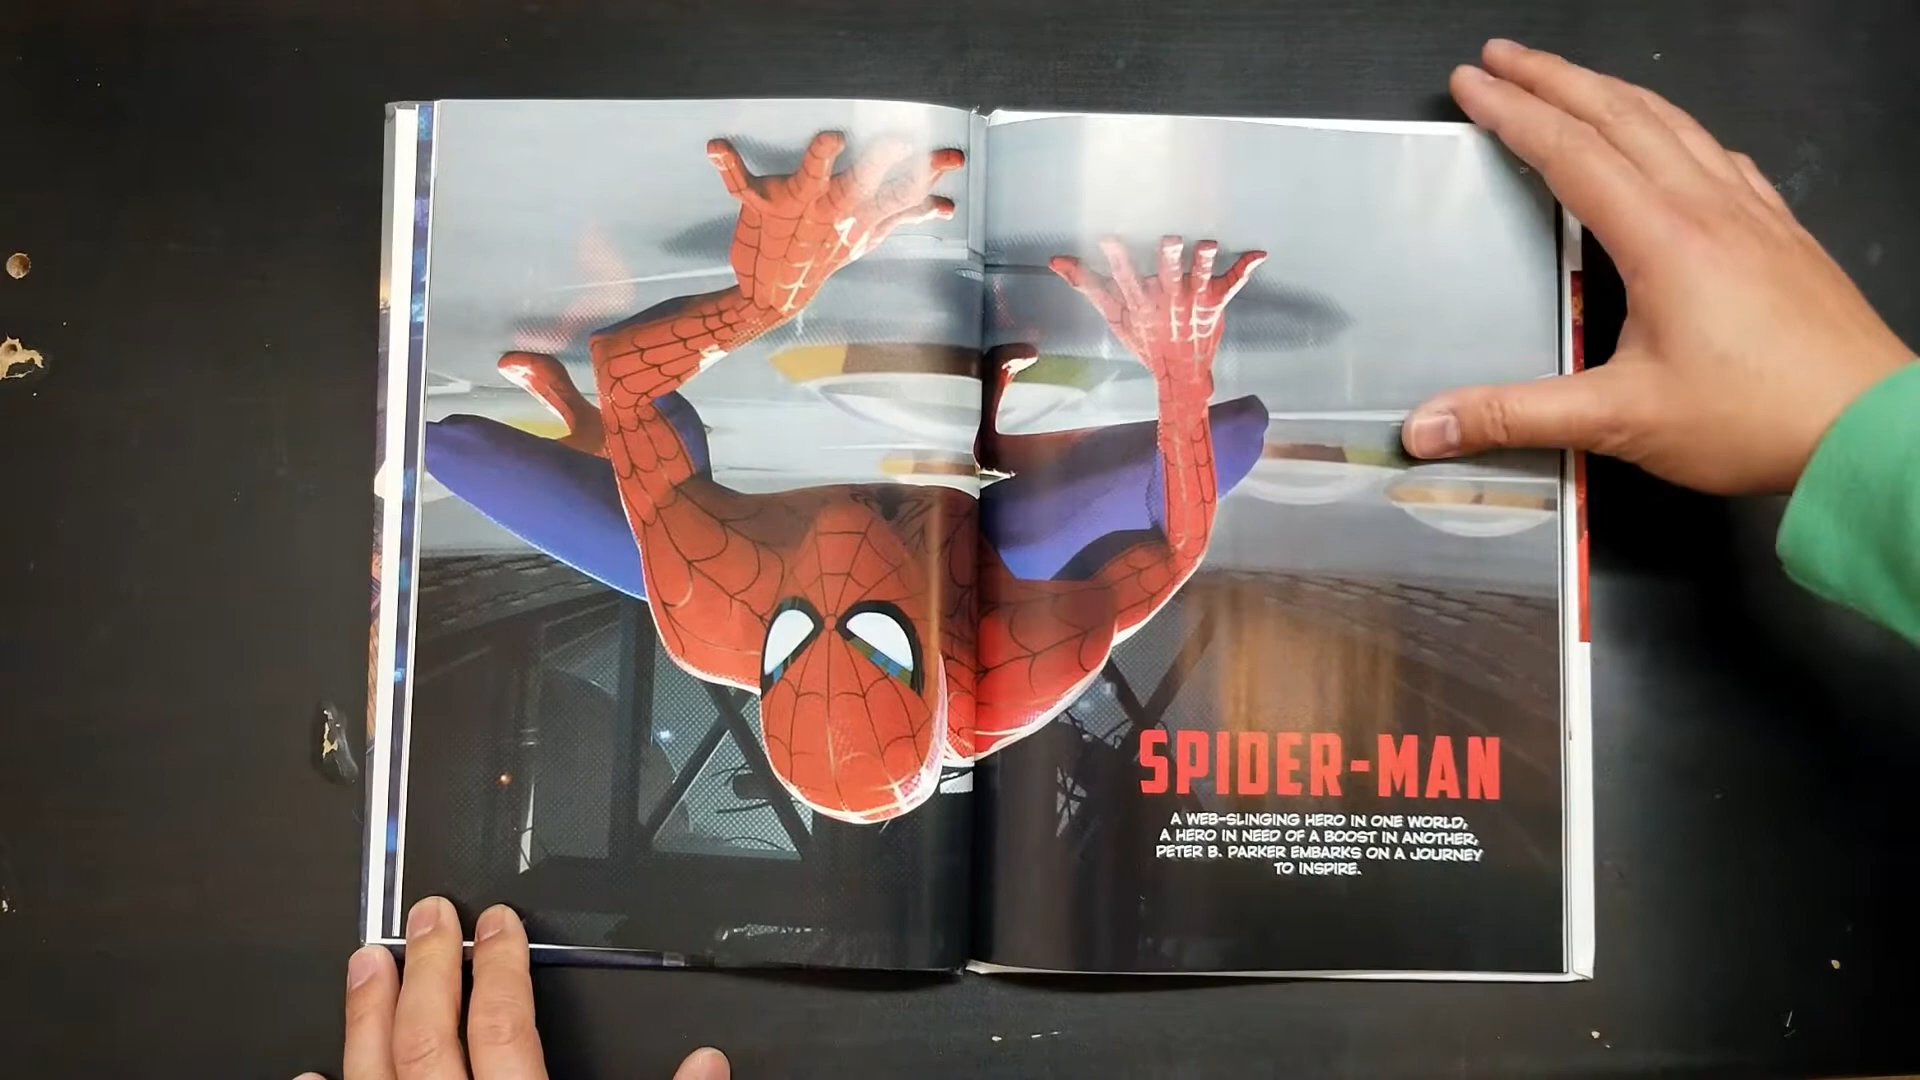 SPIDER-MAN
A WEB-SLINGING HERO IN ONE WORLD,
A HERO IN NEED OF A BOOST IN ANOTHER,
PETER B. PARKER EMBARKS ON A JOURNEY
TO INSPIRE.